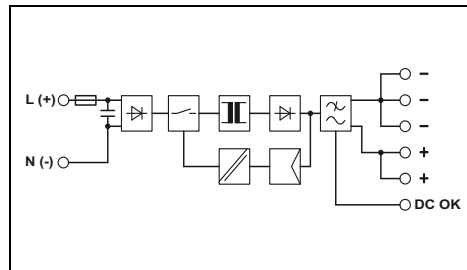 L (+)
N (-)
–
–
–
+
+
DC OK